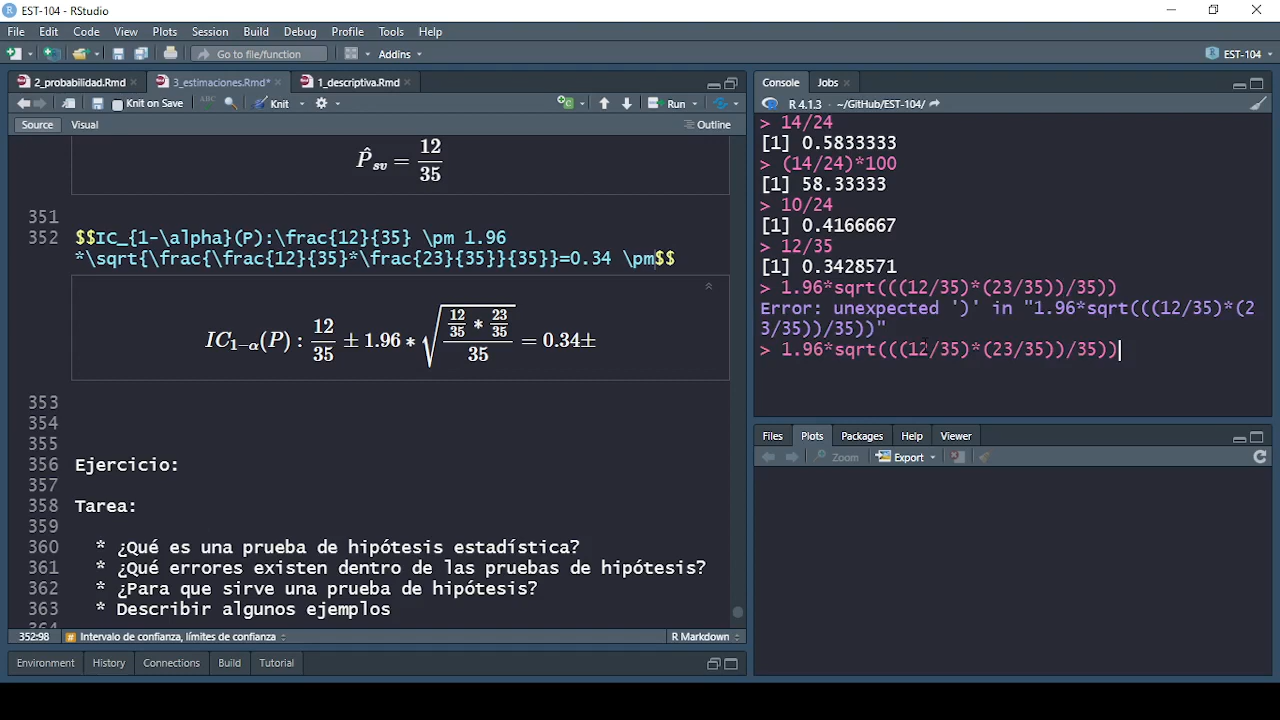 EST-104 - RStudio
File Edit Code View Plots Session Build Debug Profile Tools Help
Go to file/function Addins EST-104
2_probabilidad.Rmd 3_estimaciones.Rmd* 1_descriptiva.Rmd
Knit on Save ABC Knit Run
Source Visual Outline
P̂sv = 12/35
351
352 $$IC_{1-\alpha}(P):\frac{12}{35} \pm 1.96
*\sqrt{\frac{\frac{12}{35}*\frac{23}{35}}{35}}=0.34 \pm$$
IC1−α(P) : 12/35 ± 1.96 * √((12/35 * 23/35)/35) = 0.34±
353
354
355
356 Ejercicio:
357
358 Tarea:
359
360 * ¿Qué es una prueba de hipótesis estadística?
361 * ¿Qué errores existen dentro de las pruebas de hipótesis?
362 * ¿Para que sirve una prueba de hipótesis?
363 * Describir algunos ejemplos
352:98 # Intervalo de confianza, límites de confianza R Markdown
Environment History Connections Build Tutorial
Console Jobs
R 4.1.3 · ~/GitHub/EST-104/
> 14/24
[1] 0.5833333
> (14/24)*100
[1] 58.33333
> 10/24
[1] 0.4166667
> 12/35
[1] 0.3428571
> 1.96*sqrt(((12/35)*(23/35))/35))
Error: unexpected ')' in "1.96*sqrt(((12/35)*(2
3/35))/35))"
> 1.96*sqrt(((12/35)*(23/35))/35))
Files Plots Packages Help Viewer
Zoom Export